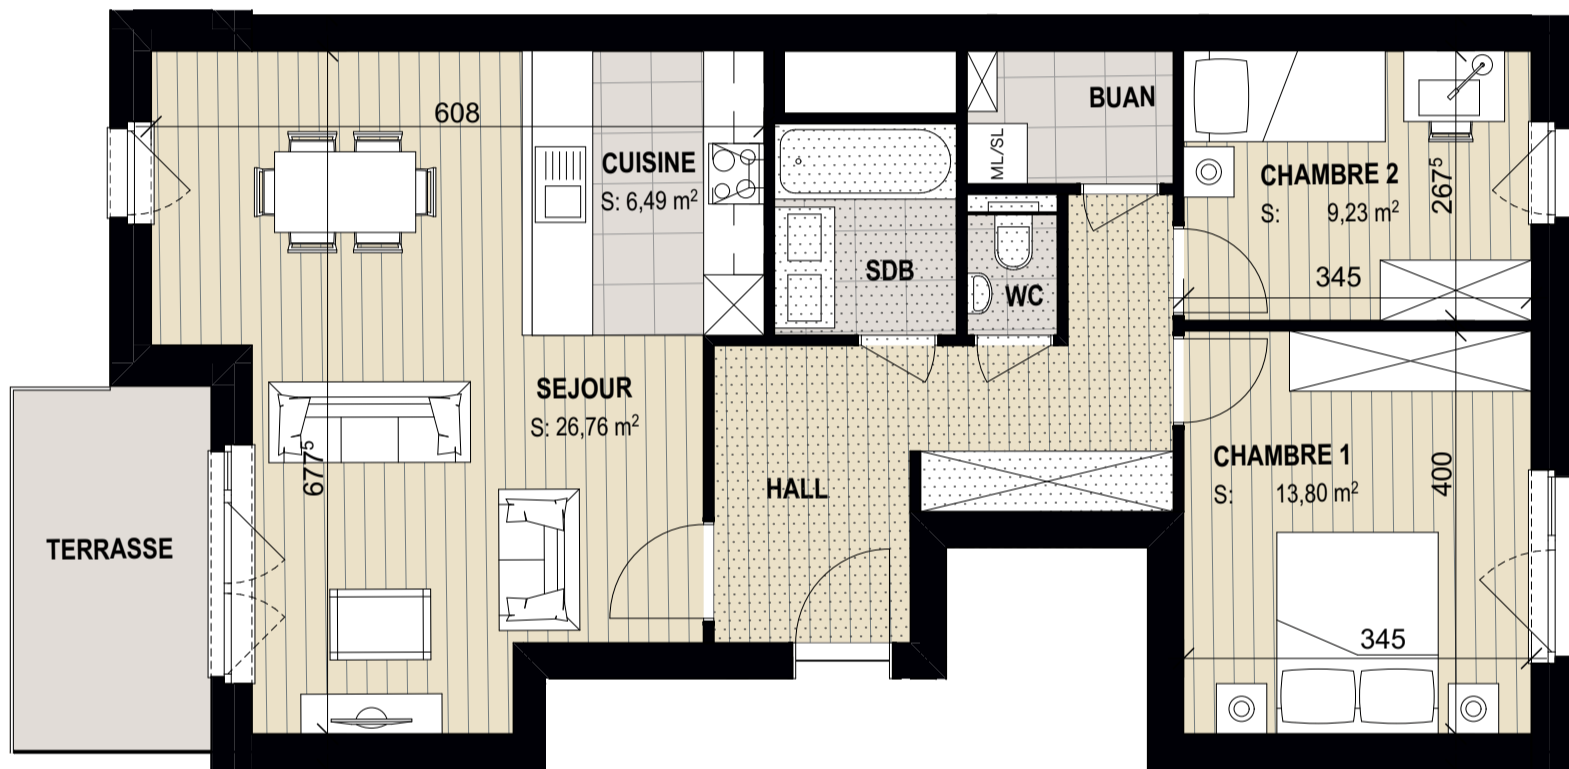 608
CUISINE
S: 6,49 m²
BUAN
ML/SL
CHAMBRE 2
S: 9,23 m²
267⁵
345
SDB
WC
SEJOUR
S: 26,76 m²
677⁵
HALL
TERRASSE
CHAMBRE 1
S: 13,80 m²
400
345